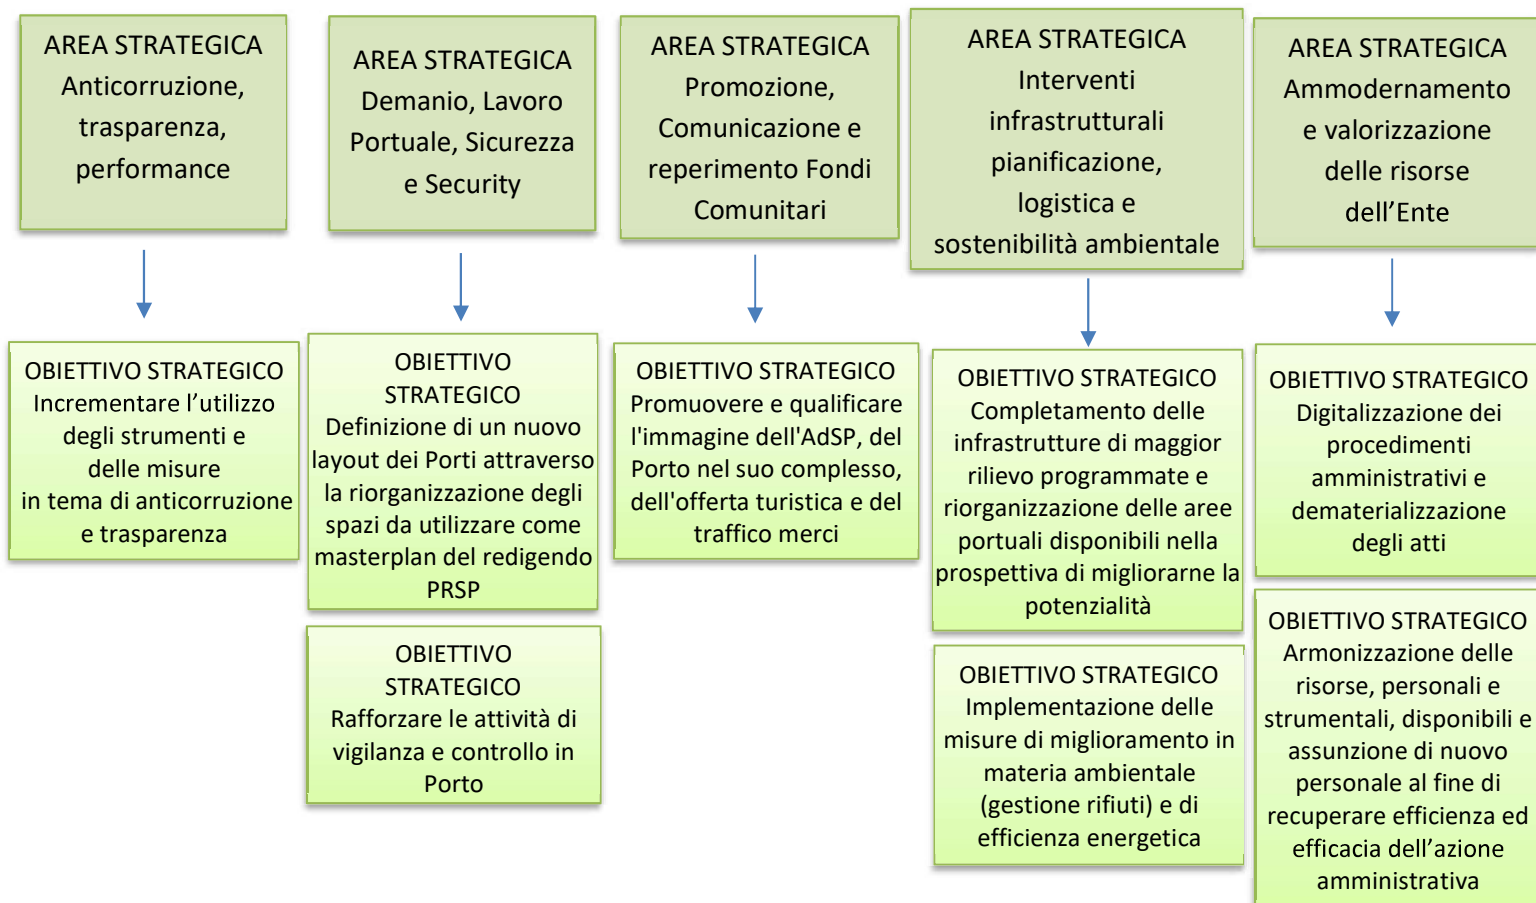 AREA STRATEGICA
Anticorruzione,
trasparenza,
performance
OBIETTIVO STRATEGICO
Incrementare l’utilizzo
degli strumenti e
delle misure
in tema di anticorruzione
e trasparenza
AREA STRATEGICA
Demanio, Lavoro
Portuale, Sicurezza
e Security
OBIETTIVO
STRATEGICO
Definizione di un nuovo
layout dei Porti attraverso
la riorganizzazione degli
spazi da utilizzare come
masterplan del redigendo
PRSP
OBIETTIVO
STRATEGICO
Rafforzare le attività di
vigilanza e controllo in
Porto
AREA STRATEGICA
Promozione,
Comunicazione e
reperimento Fondi
Comunitari
OBIETTIVO STRATEGICO
Promuovere e qualificare
l'immagine dell'AdSP, del
Porto nel suo complesso,
dell'offerta turistica e del
traffico merci
AREA STRATEGICA
Interventi
infrastrutturali
pianificazione,
logistica e
sostenibilità ambientale
OBIETTIVO STRATEGICO
Completamento delle
infrastrutture di maggior
rilievo programmate e
riorganizzazione delle aree
portuali disponibili nella
prospettiva di migliorarne la
potenzialità
OBIETTIVO STRATEGICO
Implementazione delle
misure di miglioramento in
materia ambientale
(gestione rifiuti) e di
efficienza energetica
AREA STRATEGICA
Ammodernamento
e valorizzazione
delle risorse
dell’Ente
OBIETTIVO STRATEGICO
Digitalizzazione dei
procedimenti
amministrativi e
dematerializzazione
degli atti
OBIETTIVO STRATEGICO
Armonizzazione delle
risorse, personali e
strumentali, disponibili e
assunzione di nuovo
personale al fine di
recuperare efficienza ed
efficacia dell’azione
amministrativa